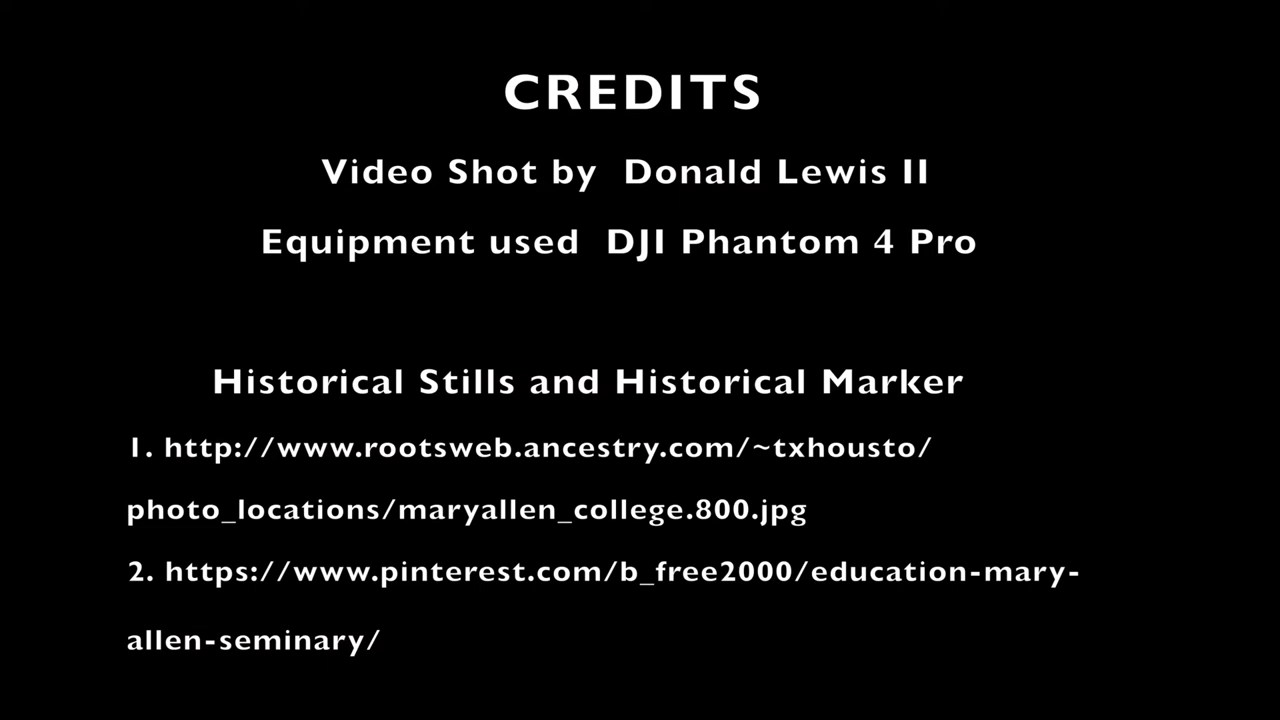 CREDITS
Video Shot by  Donald Lewis II
Equipment used  DJI Phantom 4 Pro
Historical Stills and Historical Marker
1. http://www.rootsweb.ancestry.com/~txhousto/
photo_locations/maryallen_college.800.jpg
2. https://www.pinterest.com/b_free2000/education-mary-
allen-seminary/